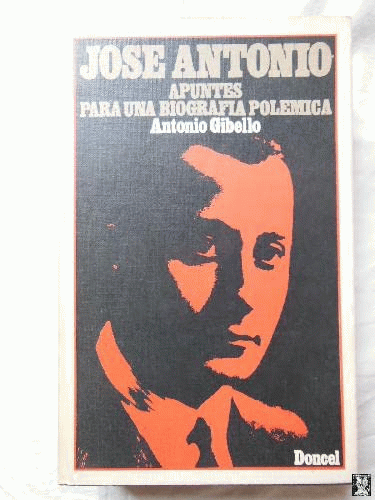 JOSE ANTONIO
APUNTES
PARA UNA BIOGRAFIA POLEMICA
Antonio Gibello
Doncel